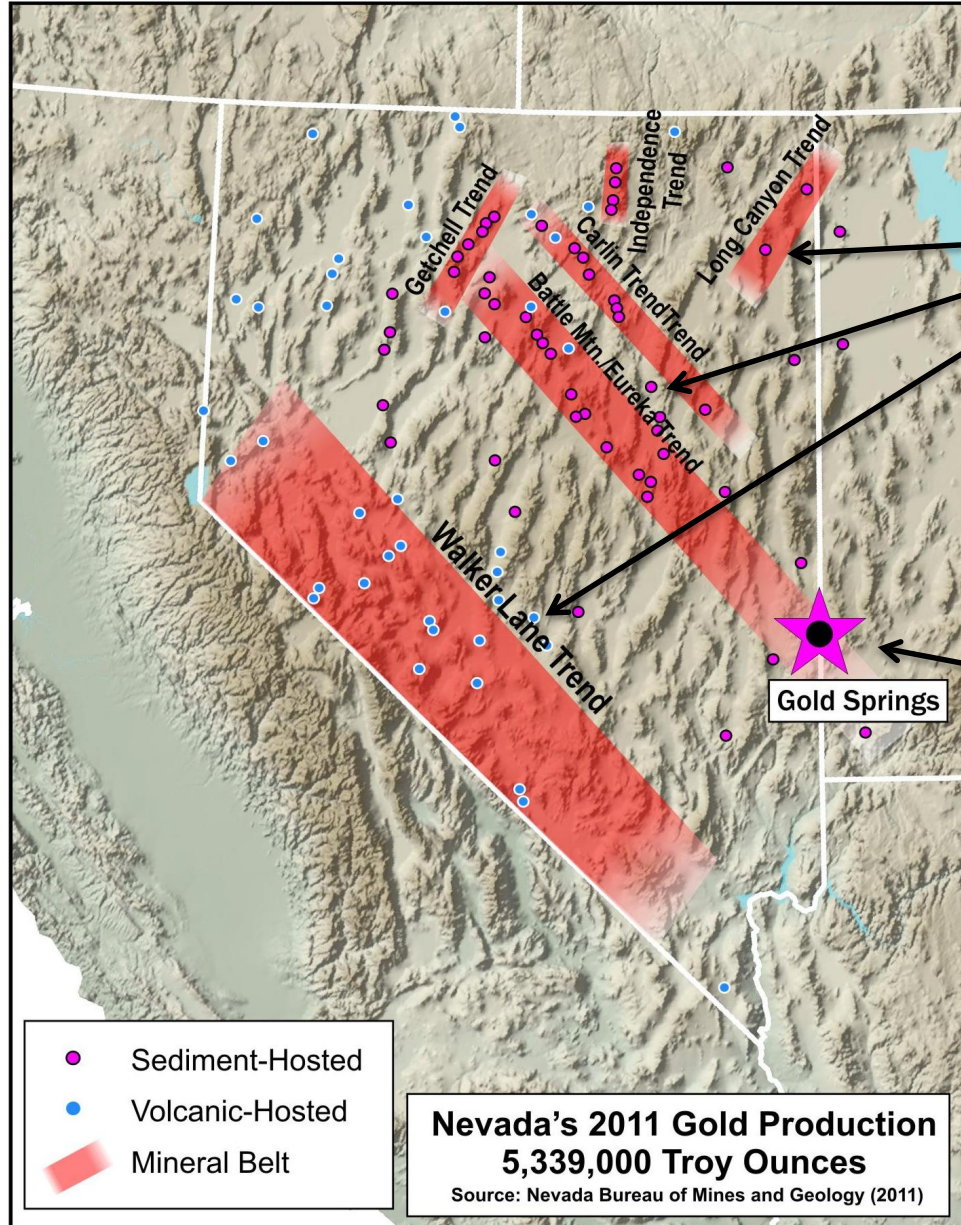 Independence
Trend
Long Canyon Trend
Getchell Trend
Carlin TrendTrend
Battle Mtn./Eureka Trend
Walker Lane Trend
Gold Springs
Sediment-Hosted
Volcanic-Hosted
Mineral Belt
Nevada's 2011 Gold Production
5,339,000 Troy Ounces
Source: Nevada Bureau of Mines and Geology (2011)